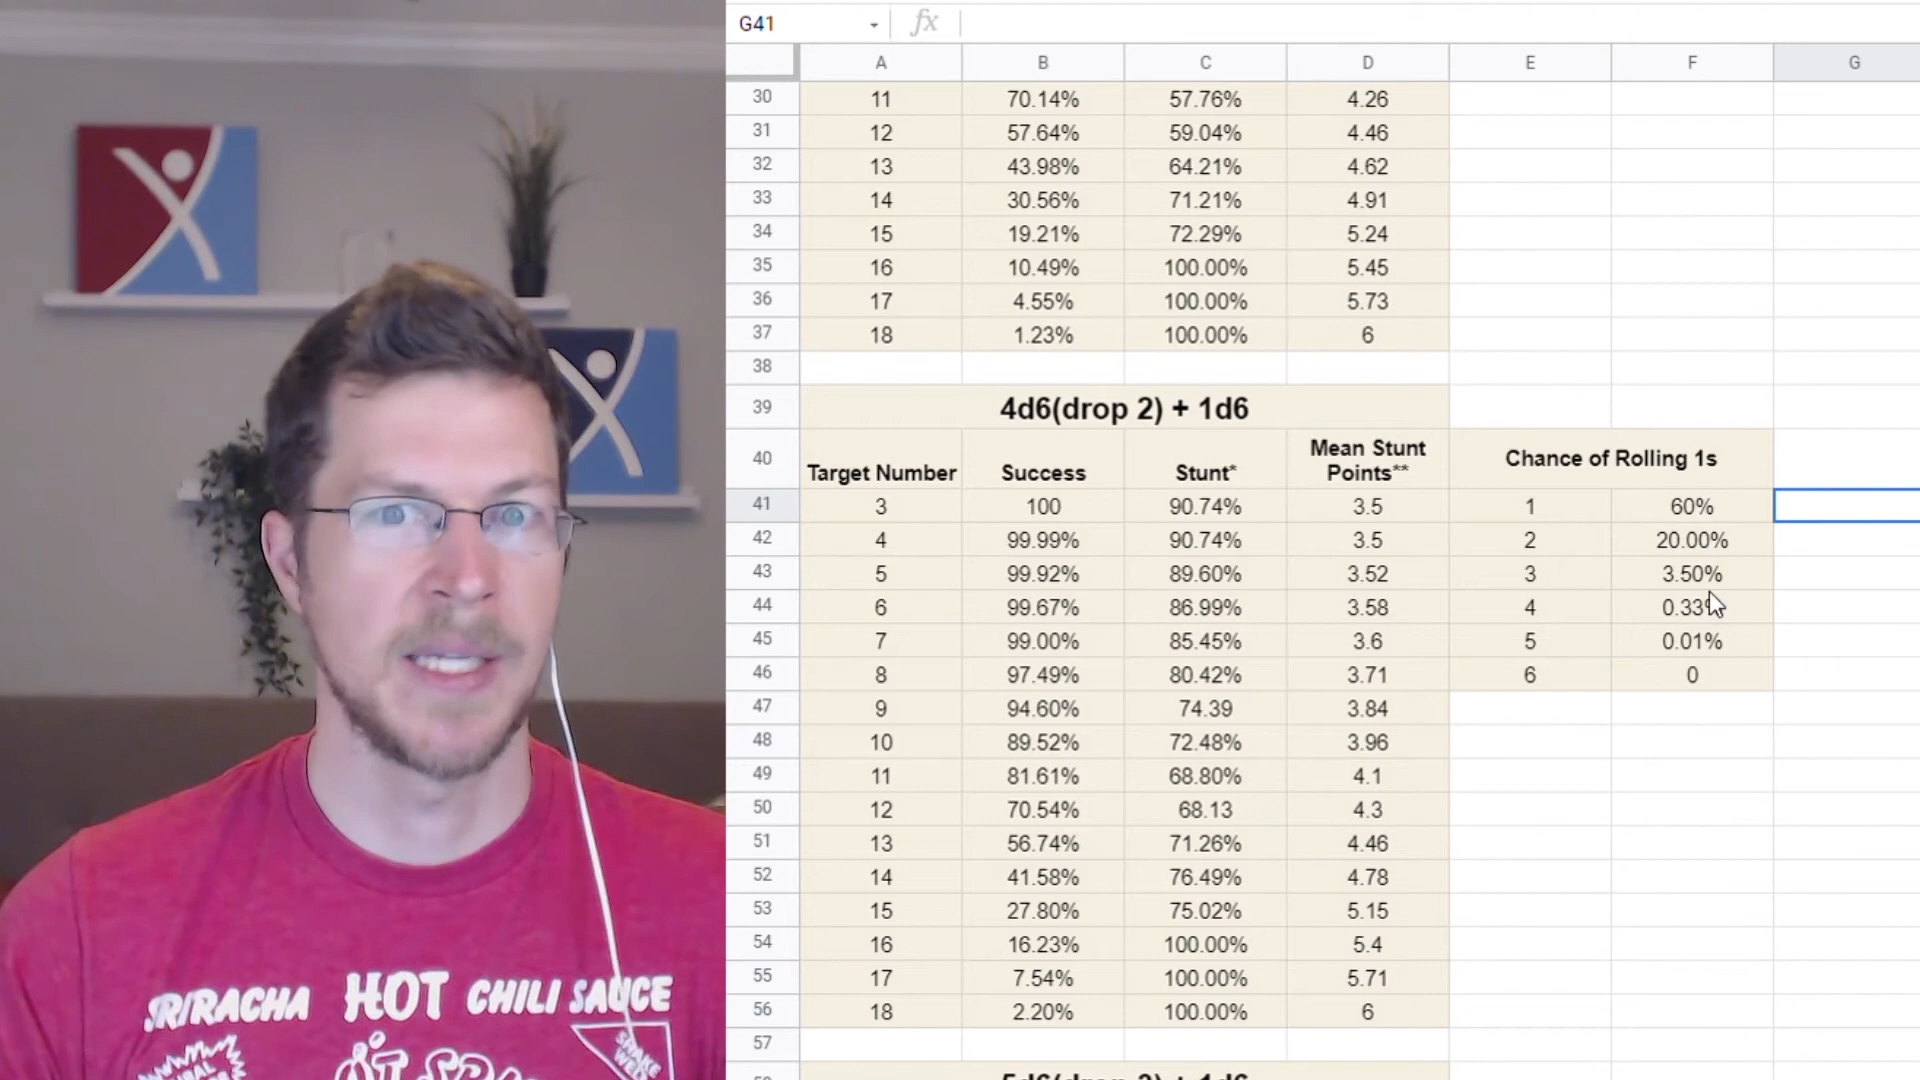 G41 fx
A B C D E F G
30 11 70.14% 57.76% 4.26
31 12 57.64% 59.04% 4.46
32 13 43.98% 64.21% 4.62
33 14 30.56% 71.21% 4.91
34 15 19.21% 72.29% 5.24
35 16 10.49% 100.00% 5.45
36 17 4.55% 100.00% 5.73
37 18 1.23% 100.00% 6
38
39 4d6(drop 2) + 1d6
40 Target Number Success Stunt* Mean Stunt Points** Chance of Rolling 1s
41 3 100 90.74% 3.5 1 60%
42 4 99.99% 90.74% 3.5 2 20.00%
43 5 99.92% 89.60% 3.52 3 3.50%
44 6 99.67% 86.99% 3.58 4 0.33%
45 7 99.00% 85.45% 3.6 5 0.01%
46 8 97.49% 80.42% 3.71 6 0
47 9 94.60% 74.39 3.84
48 10 89.52% 72.48% 3.96
49 11 81.61% 68.80% 4.1
50 12 70.54% 68.13 4.3
51 13 56.74% 71.26% 4.46
52 14 41.58% 76.49% 4.78
53 15 27.80% 75.02% 5.15
54 16 16.23% 100.00% 5.4
55 17 7.54% 100.00% 5.71
56 18 2.20% 100.00% 6
57
SRIRACHA HOT CHILI SAUCE
SHAKE
WELL